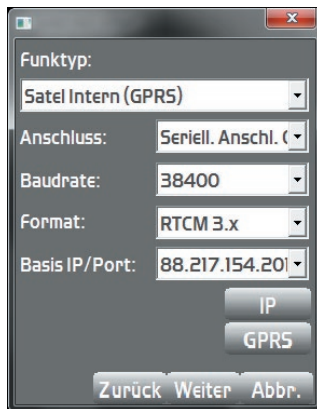 Funktyp:
Satel Intern (GPRS)
Anschluss: Seriell. Anschl.
Baudrate: 38400
Format: RTCM 3.x
Basis IP/Port: 88.217.154.201
IP
GPRS
Zurück Weiter Abbr.